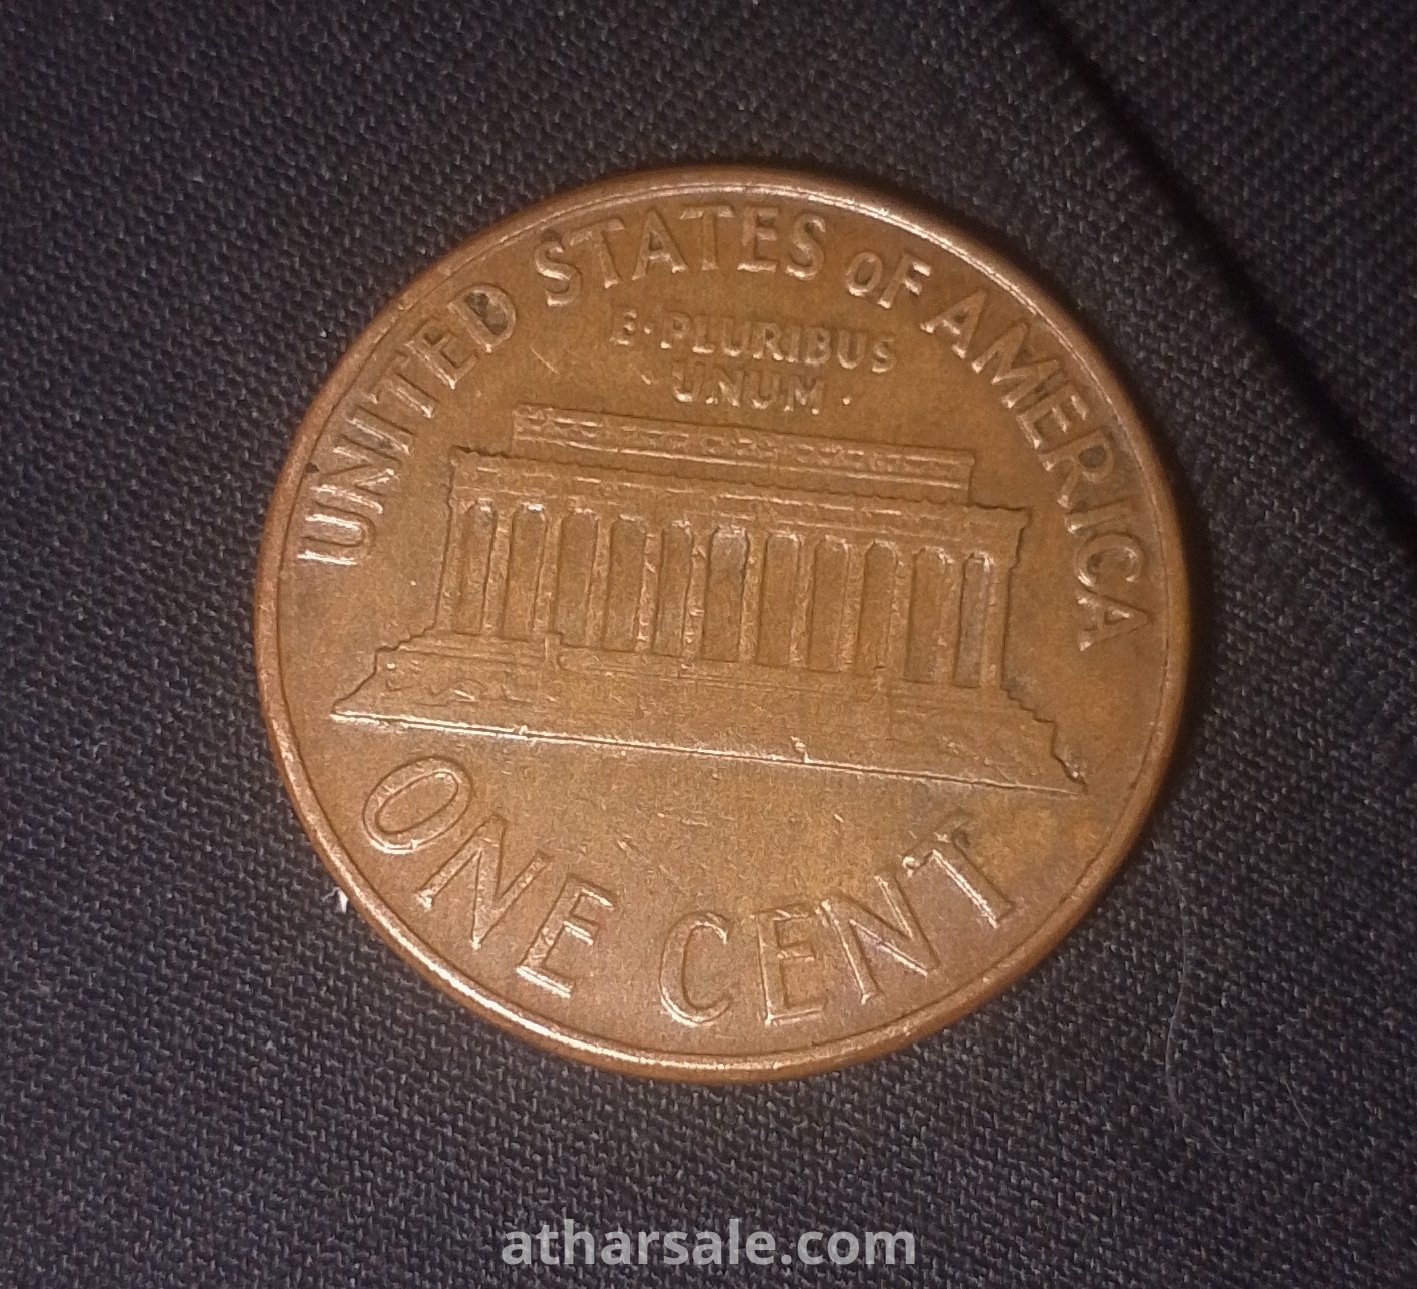 UNITED STATES OF AMERICA
E·PLURIBUS
·UNUM·
ONE CENT
atharsale.com